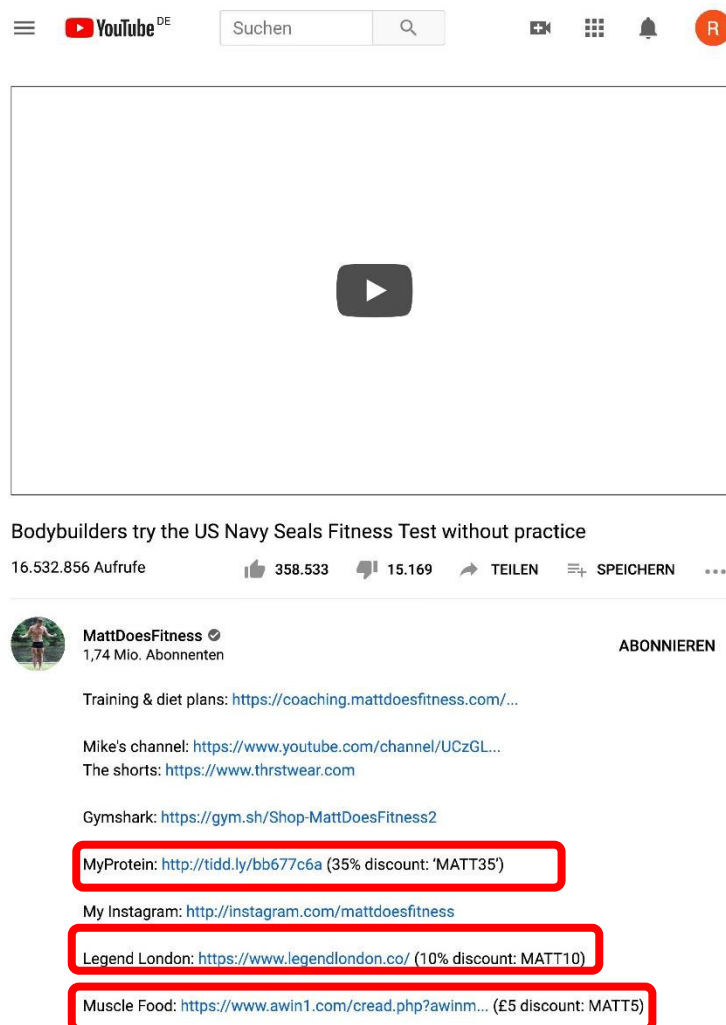 YouTube DE
Suchen
R
Bodybuilders try the US Navy Seals Fitness Test without practice
16.532.856 Aufrufe 358.533 15.169 TEILEN SPEICHERN
MattDoesFitness
1,74 Mio. Abonnenten
ABONNIEREN
Training & diet plans: https://coaching.mattdoesfitness.com/...
Mike's channel: https://www.youtube.com/channel/UCzGL...
The shorts: https://www.thrstwear.com
Gymshark: https://gym.sh/Shop-MattDoesFitness2
MyProtein: http://tidd.ly/bb677c6a (35% discount: ‘MATT35’)
My Instagram: http://instagram.com/mattdoesfitness
Legend London: https://www.legendlondon.co/ (10% discount: MATT10)
Muscle Food: https://www.awin1.com/cread.php?awinm... (£5 discount: MATT5)